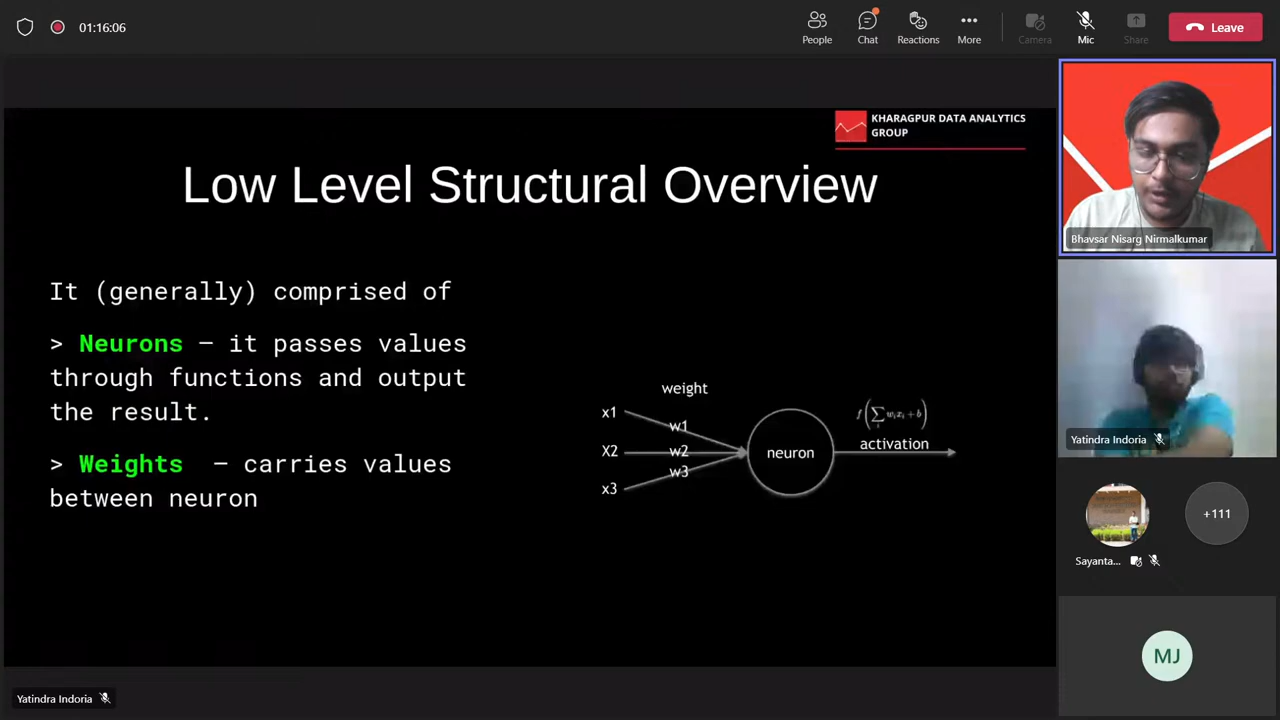 01:16:06
People
Chat
Reactions
More
Camera
Mic
Share
Leave
KHARAGPUR DATA ANALYTICS
GROUP
Low Level Structural Overview
It (generally) comprised of
> Neurons – it passes values
through functions and output
the result.
> Weights – carries values
between neuron
weight
x1
w1
X2
w2
x3
w3
neuron
f(∑ wᵢxᵢ + b)
i
activation
Bhavsar Nisarg Nirmalkumar
Yatindra Indoria
+111
Sayanta...
MJ
Yatindra Indoria